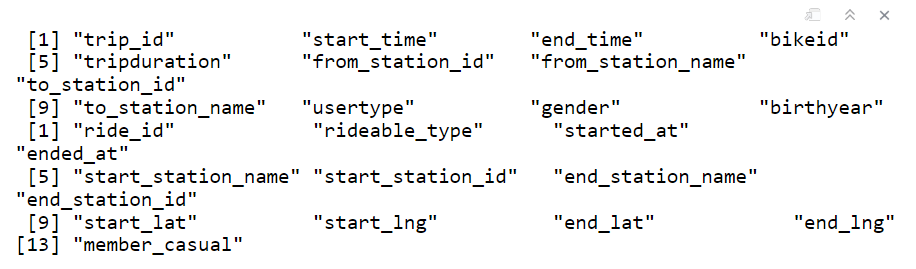 [1] "trip_id" "start_time" "end_time" "bikeid"
[5] "tripduration" "from_station_id" "from_station_name"
"to_station_id"
[9] "to_station_name" "usertype" "gender" "birthyear"
[1] "ride_id" "rideable_type" "started_at"
"ended_at"
[5] "start_station_name" "start_station_id" "end_station_name"
"end_station_id"
[9] "start_lat" "start_lng" "end_lat" "end_lng"
[13] "member_casual"